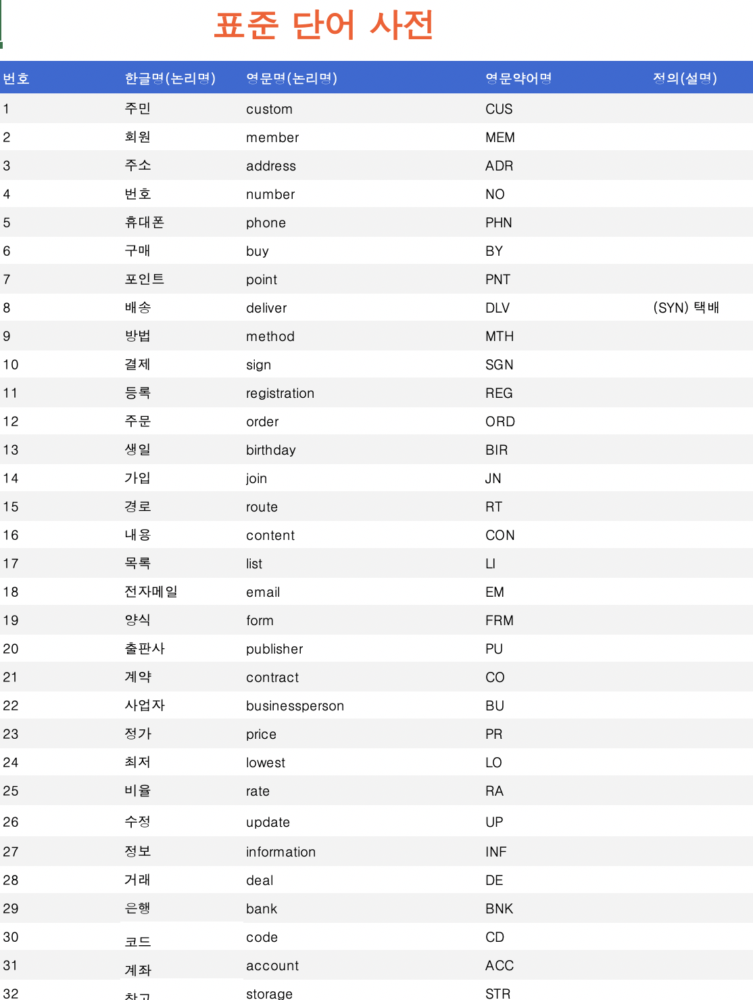 표준 단어 사전
번호 한글명(논리명) 영문명(논리명) 영문약어명 정의(설명)
1 주민 custom CUS
2 회원 member MEM
3 주소 address ADR
4 번호 number NO
5 휴대폰 phone PHN
6 구매 buy BY
7 포인트 point PNT
8 배송 deliver DLV (SYN) 택배
9 방법 method MTH
10 결제 sign SGN
11 등록 registration REG
12 주문 order ORD
13 생일 birthday BIR
14 가입 join JN
15 경로 route RT
16 내용 content CON
17 목록 list LI
18 전자메일 email EM
19 양식 form FRM
20 출판사 publisher PU
21 계약 contract CO
22 사업자 businessperson BU
23 정가 price PR
24 최저 lowest LO
25 비율 rate RA
26 수정 update UP
27 정보 information INF
28 거래 deal DE
29 은행 bank BNK
30 코드 code CD
31 계좌 account ACC
32 창고 storage STR